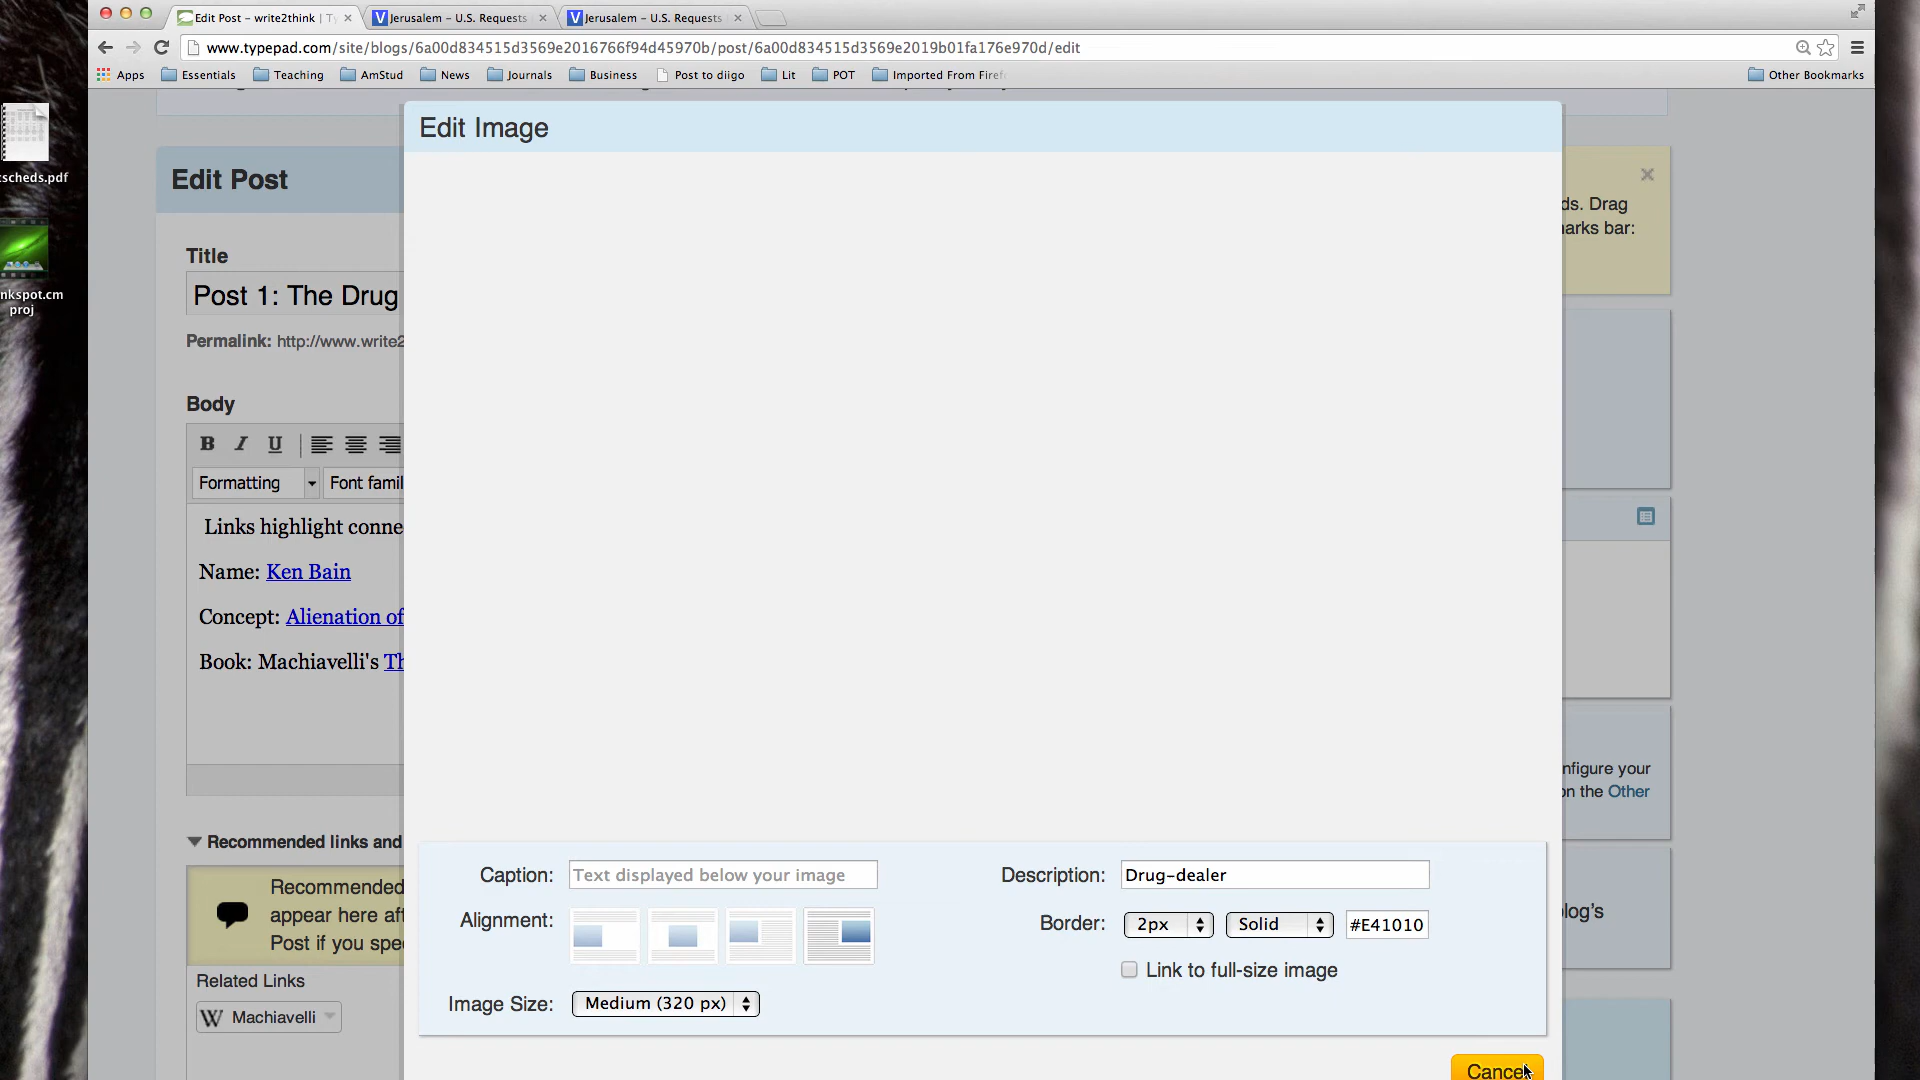 Edit Post – write2think | Ty
Jerusalem – U.S. Requests
Jerusalem – U.S. Requests
www.typepad.com/site/blogs/6a00d834515d3569e2016766f94d45970b/post/6a00d834515d3569e2019b01fa176e970d/edit
Apps Essentials Teaching AmStud News Journals Business Post to diigo Lit POT Imported From Firef Other Bookmarks
Edit Image
scheds.pdf
Edit Post
ds. Drag
arks bar:
Title
Post 1: The Drug
nkspot.cm
proj
Permalink: http://www.write2
Body
B I U
Formatting Font famil
Links highlight conne
Name: Ken Bain
Concept: Alienation of
Book: Machiavelli's Th
nfigure your
on the Other
Recommended links and
Recommended
appear here aft
Post if you spe
Related Links
W Machiavelli
log's
Caption: Text displayed below your image
Description: Drug-dealer
Alignment:
Border: 2px Solid #E41010
Link to full-size image
Image Size: Medium (320 px)
Cancel